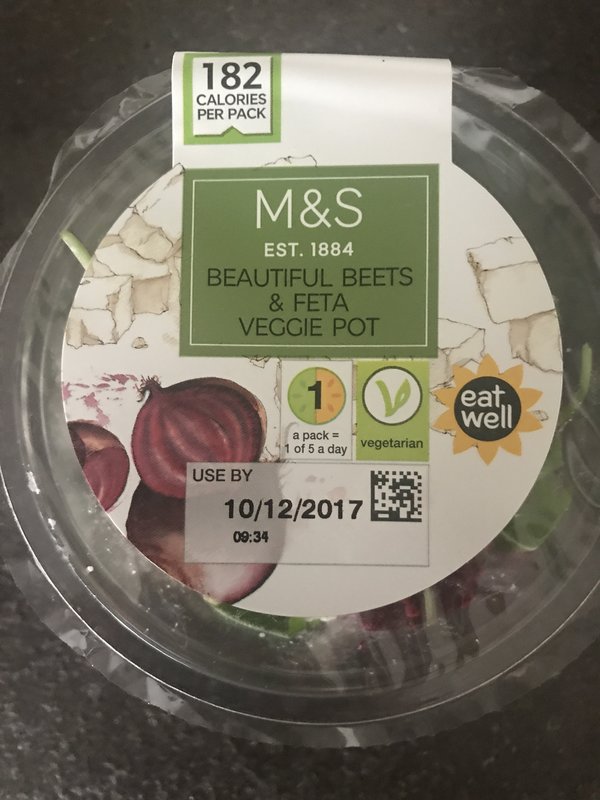 182
CALORIES
PER PACK
M&S
EST. 1884
BEAUTIFUL BEETS
& FETA
VEGGIE POT
1
a pack =
1 of 5 a day
V
vegetarian
eat
well
USE BY
10/12/2017
09:34